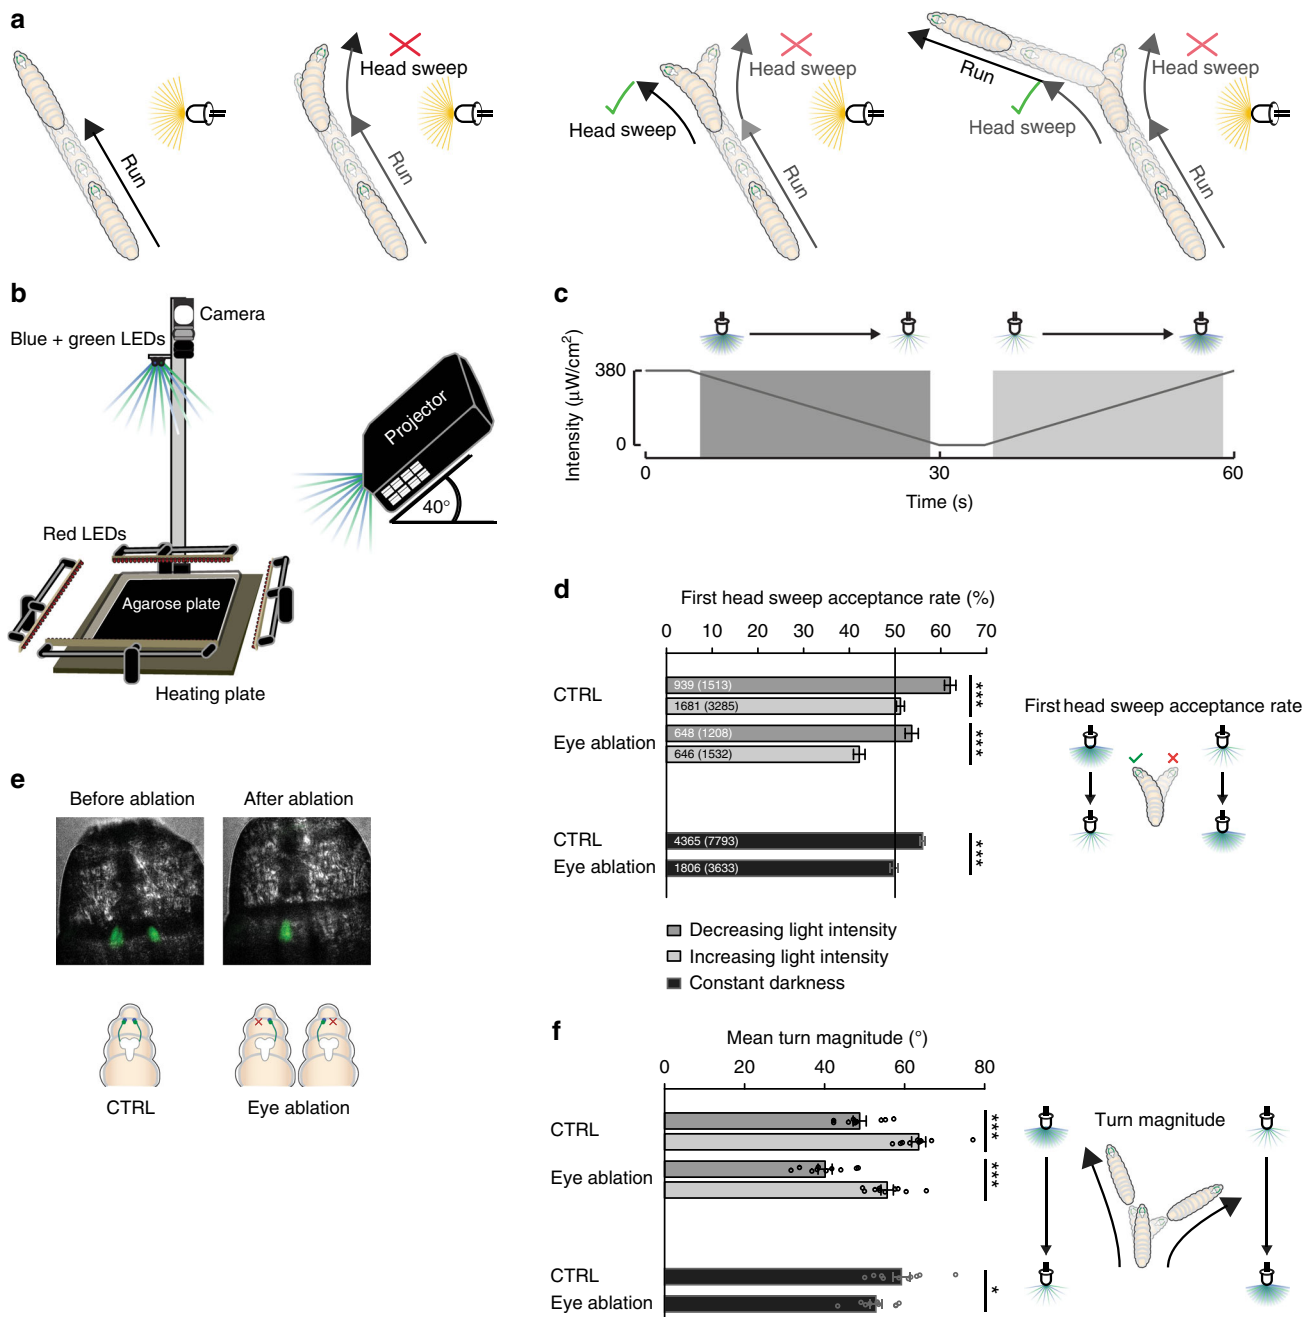 a
Run
Head sweep
Run
Head sweep
Head sweep
Run
Run
Head sweep
Head sweep
Run
b
Camera
Blue + green LEDs
Projector
40°
Red LEDs
Agarose plate
Heating plate
c
Intensity (μW/cm²)
380
0
0
30
60
Time (s)
d
First head sweep acceptance rate (%)
0 10 20 30 40 50 60 70
CTRL
939 (1513)
1681 (3285)
***
Eye ablation
648 (1208)
646 (1532)
***
CTRL
4365 (7793)
Eye ablation
1806 (3633)
***
First head sweep acceptance rate
Decreasing light intensity
Increasing light intensity
Constant darkness
e
Before ablation
After ablation
CTRL
Eye ablation
f
Mean turn magnitude (°)
0 20 40 60 80
CTRL
***
Eye ablation
***
CTRL
Eye ablation
*
Turn magnitude